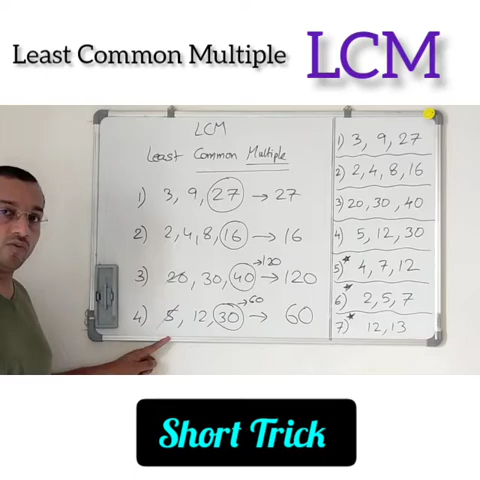 Least Common Multiple LCM
LCM
Least Common Multiple
1) 3, 9, 27 → 27
2) 2, 4, 8, 16 → 16
3) 20, 30, 40 → 120
→120
4) 5, 12, 30 → 60
→60
1) 3, 9, 27
2) 2, 4, 8, 16
3) 20, 30, 40
4) 5, 12, 30
5)* 4, 7, 12
6)* 2, 5, 7
7)* 12, 13
Short Trick